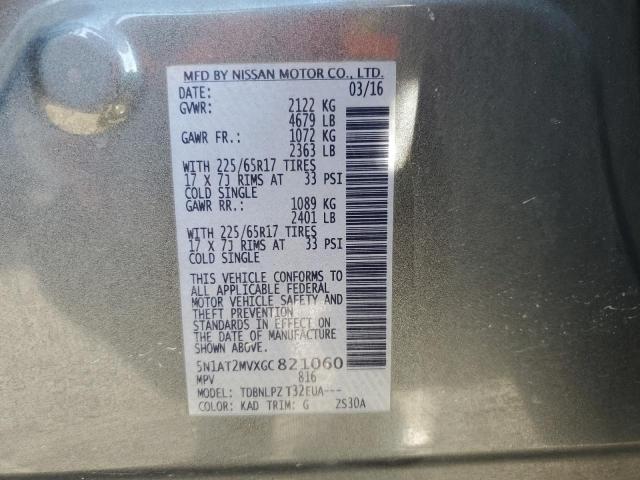 MFD BY NISSAN MOTOR CO., LTD.
DATE: 03/16
GVWR: 2122 KG
4679 LB
GAWR FR.: 1072 KG
2363 LB
WITH 225/65R17 TIRES
17 X 7J RIMS AT 33 PSI
COLD SINGLE
GAWR RR.: 1089 KG
2401 LB
WITH 225/65R17 TIRES
17 X 7J RIMS AT 33 PSI
COLD SINGLE
THIS VEHICLE CONFORMS TO
ALL APPLICABLE FEDERAL
MOTOR VEHICLE SAFETY AND
THEFT PREVENTION
STANDARDS IN EFFECT ON
THE DATE OF MANUFACTURE
SHOWN ABOVE.
5N1AT2MVXGC821060
MPV 816
MODEL: TDBNLPZ T32EUA---
COLOR: KAD TRIM: G 2S30A